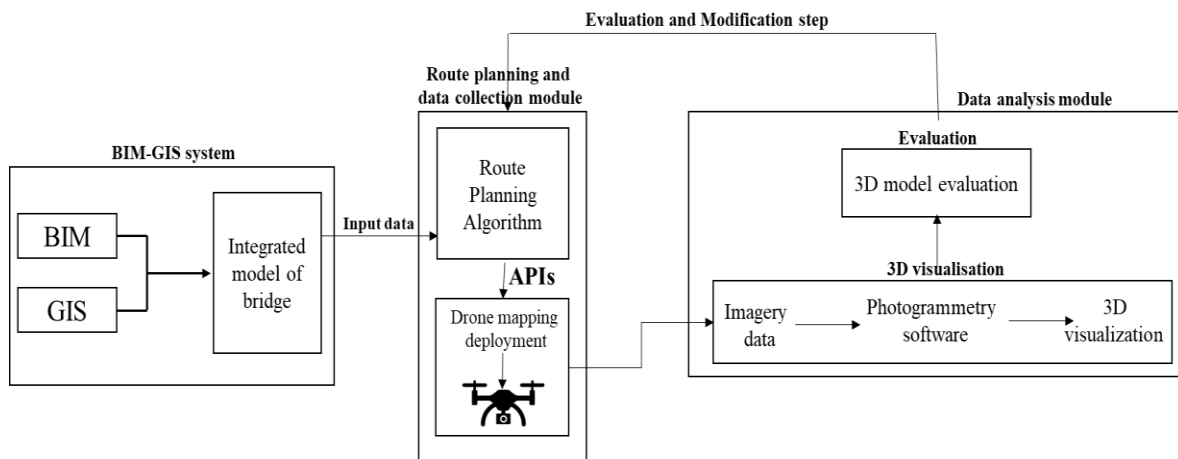 Evaluation and Modification step
Route planning and
data collection module
Data analysis module
BIM-GIS system
Evaluation
Route
Planning
Algorithm
3D model evaluation
BIM
GIS
Integrated
model of
bridge
Input data
APIs
3D visualisation
Drone mapping
deployment
Imagery
data
Photogrammetry
software
3D
visualization